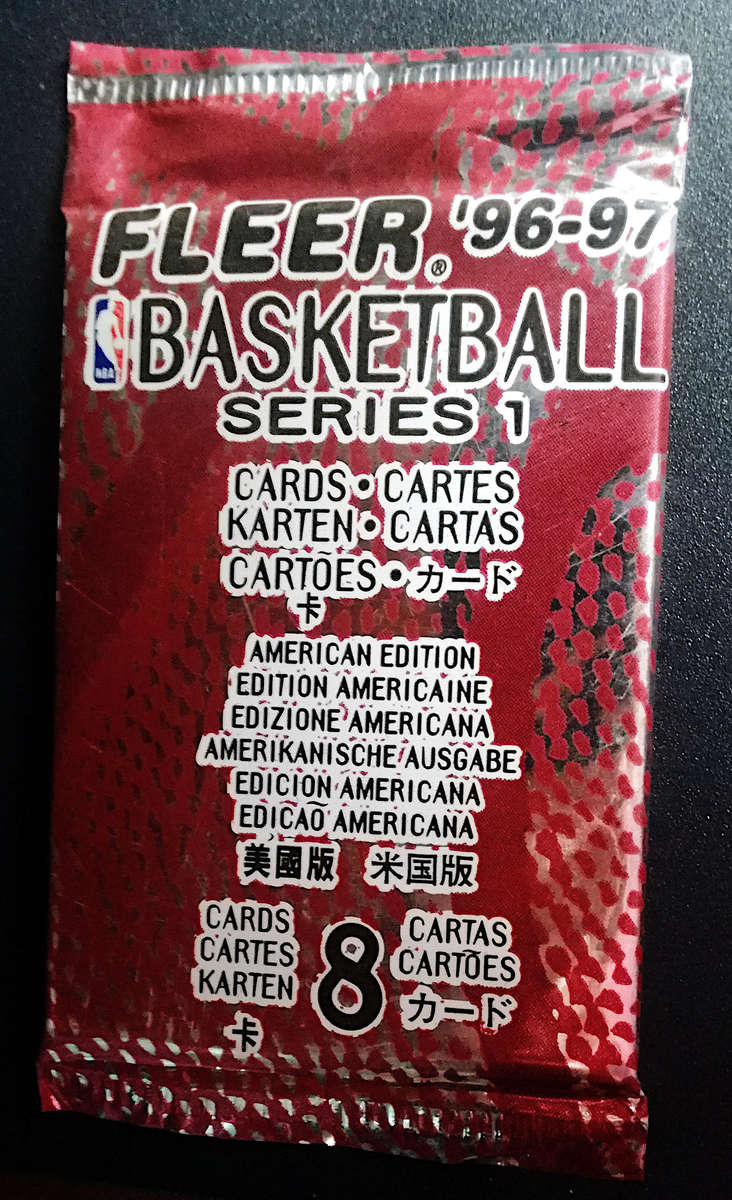 FLEER® '96-97
NBA BASKETBALL
SERIES 1
CARDS • CARTES
KARTEN • CARTAS
CARTÕES • カード
卡
AMERICAN EDITION
EDITION AMERICAINE
EDIZIONE AMERICANA
AMERIKANISCHE AUSGABE
EDICION AMERICANA
EDICAÕ AMERICANA
美國版 米国版
CARDS
CARTES
KARTEN
卡
8
CARTAS
CARTÕES
カード